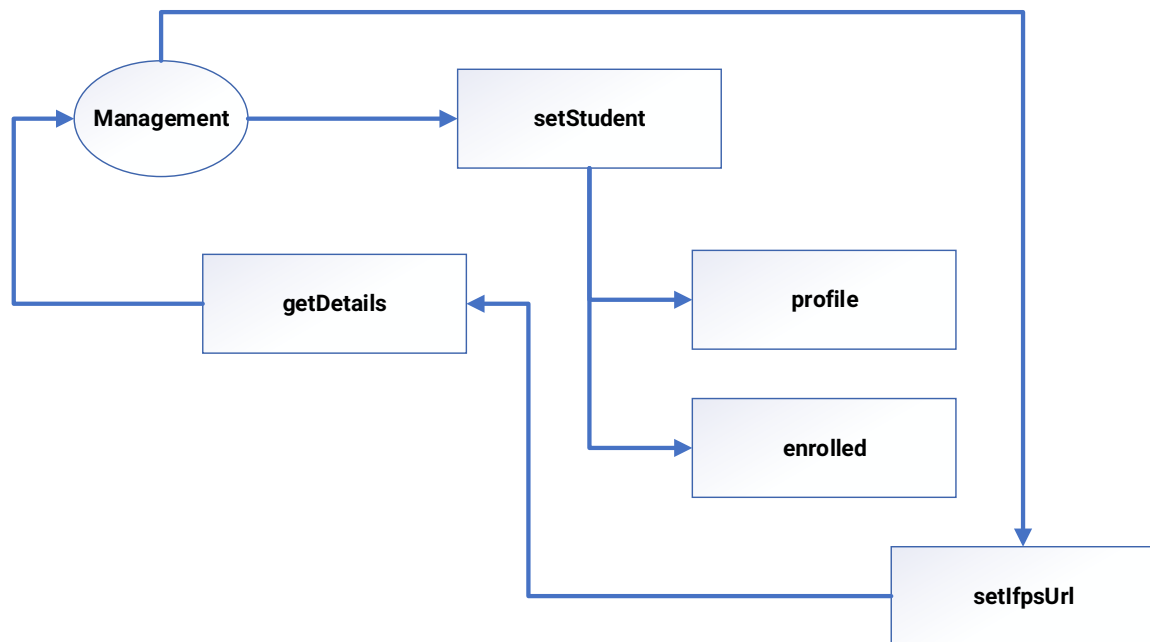 Management
setStudent
getDetails
profile
enrolled
setIfpsUrl